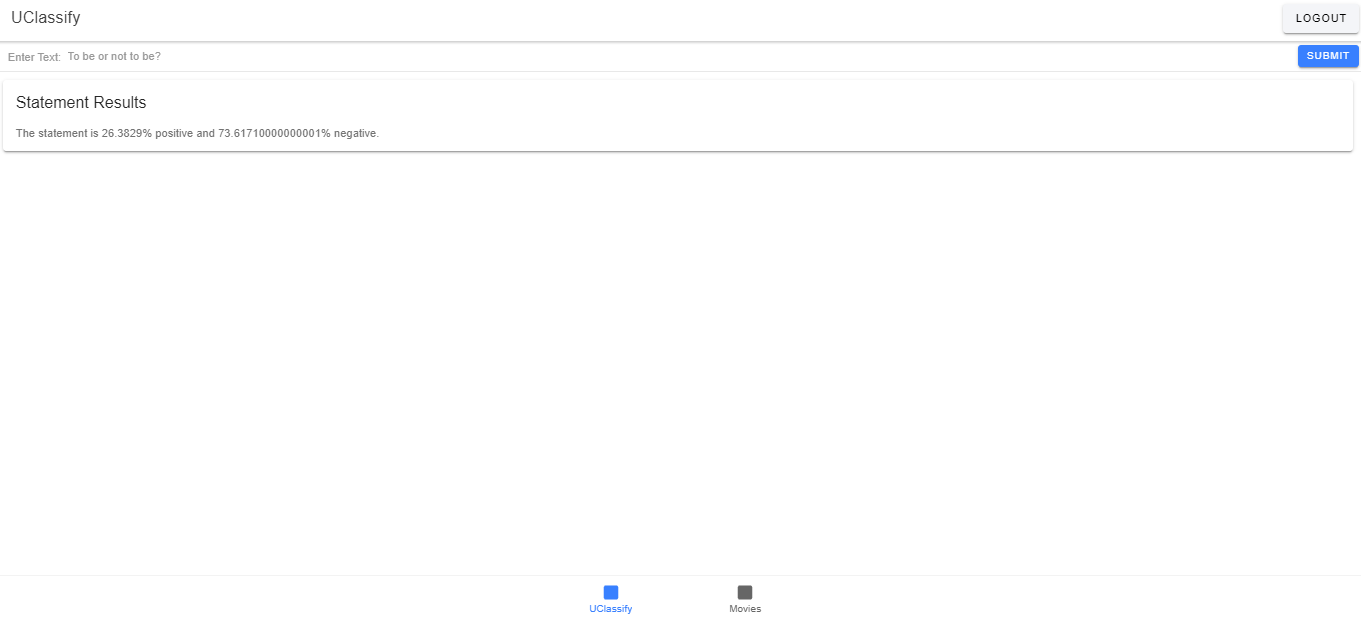 UClassify
LOGOUT
Enter Text: To be or not to be?
SUBMIT
Statement Results
The statement is 26.3829% positive and 73.61710000000001% negative.
UClassify
Movies